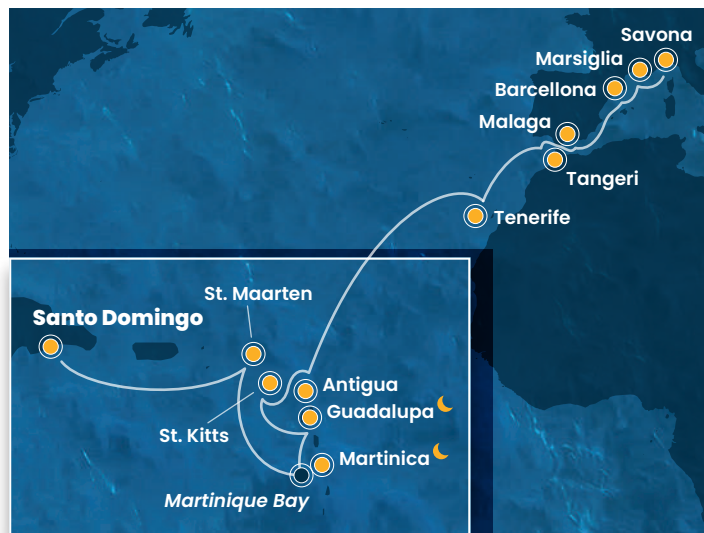 Savona
Marsiglia
Barcellona
Malaga
Tangeri
Tenerife
St. Maarten
Santo Domingo
Antigua
Guadalupa
St. Kitts
Martinica
Martinique Bay